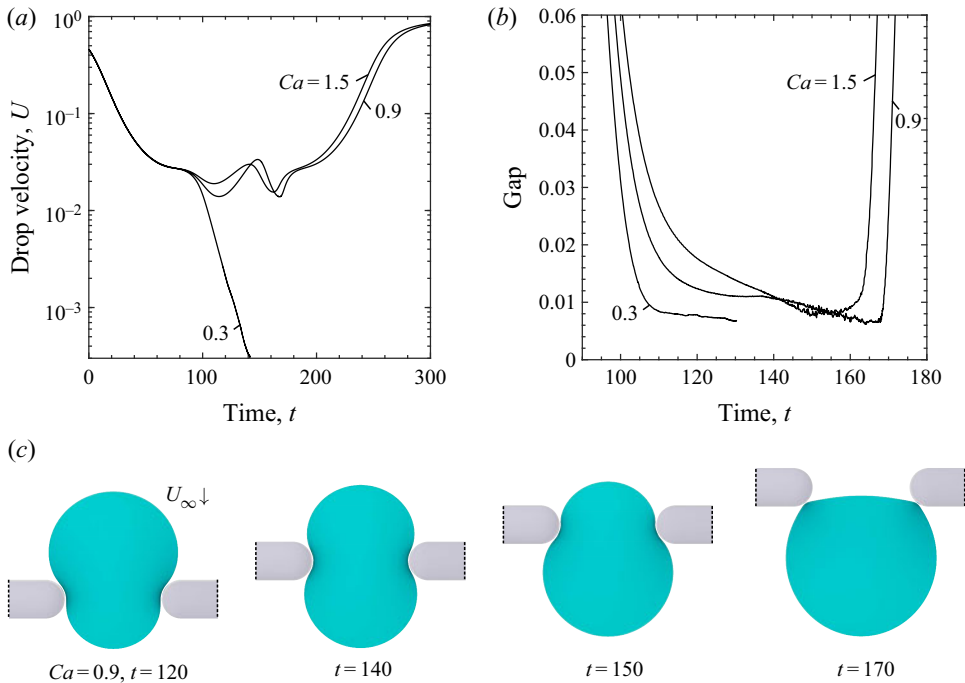 (a)
10⁰
10⁻¹
10⁻²
10⁻³
Drop velocity, U
Ca = 1.5
0.9
0.3
0
100
200
300
Time, t
(b)
0.06
0.05
0.04
0.03
0.02
0.01
0
Gap
Ca = 1.5
0.9
0.3
100
120
140
160
180
Time, t
(c)
U∞↓
Ca = 0.9, t = 120
t = 140
t = 150
t = 170